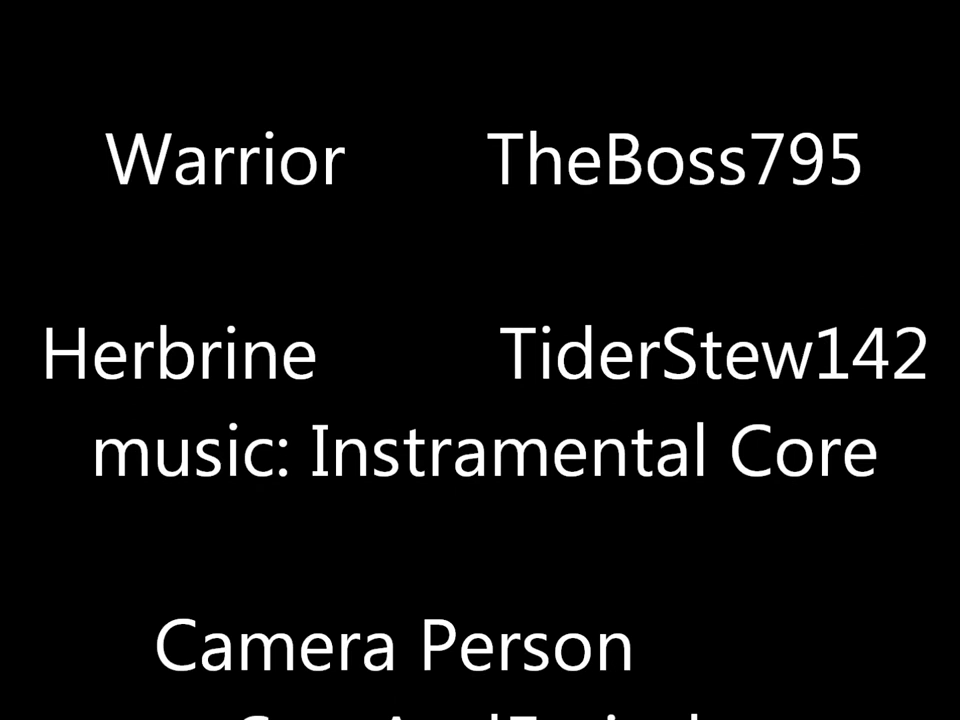 Warrior TheBoss795
Herbrine TiderStew142
music: Instramental Core
Camera Person